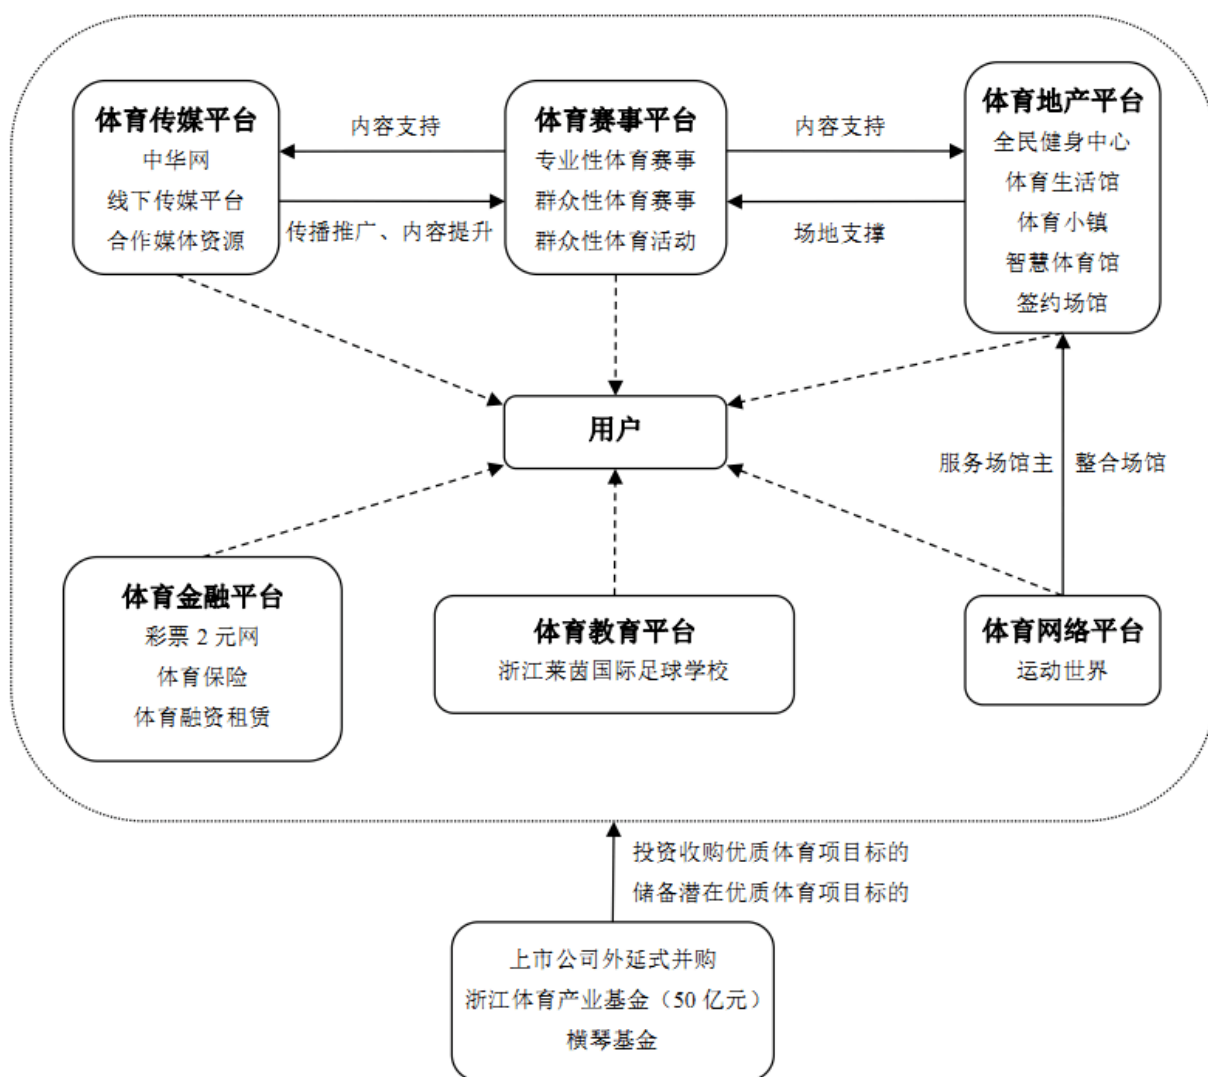 体育传媒平台
中华网
线下传媒平台
合作媒体资源
内容支持
传播推广、内容提升
体育赛事平台
专业性体育赛事
群众性体育赛事
群众性体育活动
内容支持
场地支撑
体育地产平台
全民健身中心
体育生活馆
体育小镇
智慧体育馆
签约场馆
用户
服务场馆主
整合场馆
体育金融平台
彩票 2 元网
体育保险
体育融资租赁
体育教育平台
浙江莱茵国际足球学校
体育网络平台
运动世界
投资收购优质体育项目标的
储备潜在优质体育项目标的
上市公司外延式并购
浙江体育产业基金（50 亿元）
横琴基金